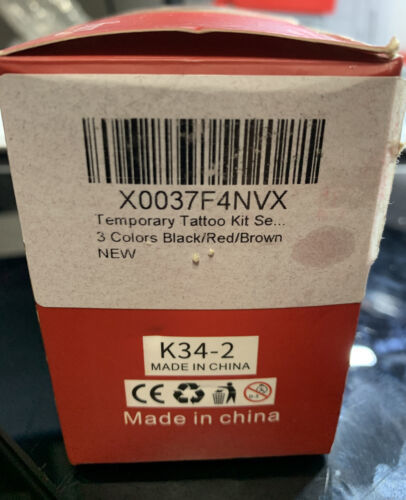 X0037F4NVX
Temporary Tattoo Kit Se...
3 Colors Black/Red/Brown
NEW
K34-2
MADE IN CHINA
CE
Made in china